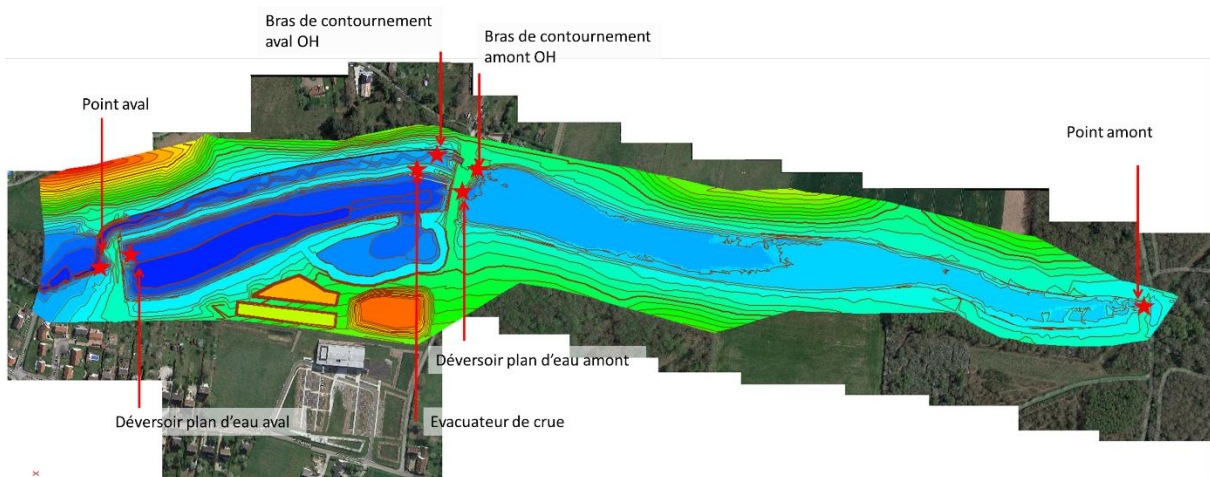 Bras de contournement
aval OH
Bras de contournement
amont OH
Point aval
Point amont
Déversoir plan d'eau amont
Déversoir plan d'eau aval
Evacuateur de crue
x